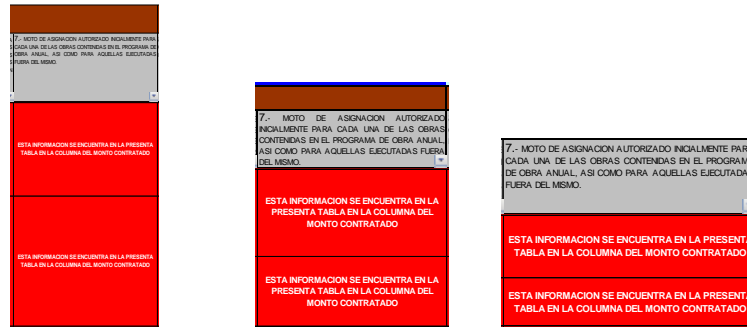 7.- MOTO DE ASIGNACION AUTORIZADO INICIALMENTE PARA
CADA UNA DE LAS OBRAS CONTENIDAS EN EL PROGRAMA DE
OBRA ANUAL, ASI COMO PARA AQUELLAS EJECUTADAS
FUERA DEL MISMO.
ESTA INFORMACION SE ENCUENTRA EN LA PRESENTA
TABLA EN LA COLUMNA DEL MONTO CONTRATADO
ESTA INFORMACION SE ENCUENTRA EN LA PRESENTA
TABLA EN LA COLUMNA DEL MONTO CONTRATADO
7.- MOTO DE ASIGNACION AUTORIZADO
INICIALMENTE PARA CADA UNA DE LAS OBRAS
CONTENIDAS EN EL PROGRAMA DE OBRA ANUAL,
ASI COMO PARA AQUELLAS EJECUTADAS FUERA
DEL MISMO.
ESTA INFORMACION SE ENCUENTRA EN LA
PRESENTA TABLA EN LA COLUMNA DEL
MONTO CONTRATADO
ESTA INFORMACION SE ENCUENTRA EN LA
PRESENTA TABLA EN LA COLUMNA DEL
MONTO CONTRATADO
7.- MOTO DE ASIGNACION AUTORIZADO INICIALMENTE PAR
CADA UNA DE LAS OBRAS CONTENIDAS EN EL PROGRAM
DE OBRA ANUAL, ASI COMO PARA AQUELLAS EJECUTADA
FUERA DEL MISMO.
ESTA INFORMACION SE ENCUENTRA EN LA PRESENT
TABLA EN LA COLUMNA DEL MONTO CONTRATADO
ESTA INFORMACION SE ENCUENTRA EN LA PRESENT
TABLA EN LA COLUMNA DEL MONTO CONTRATADO